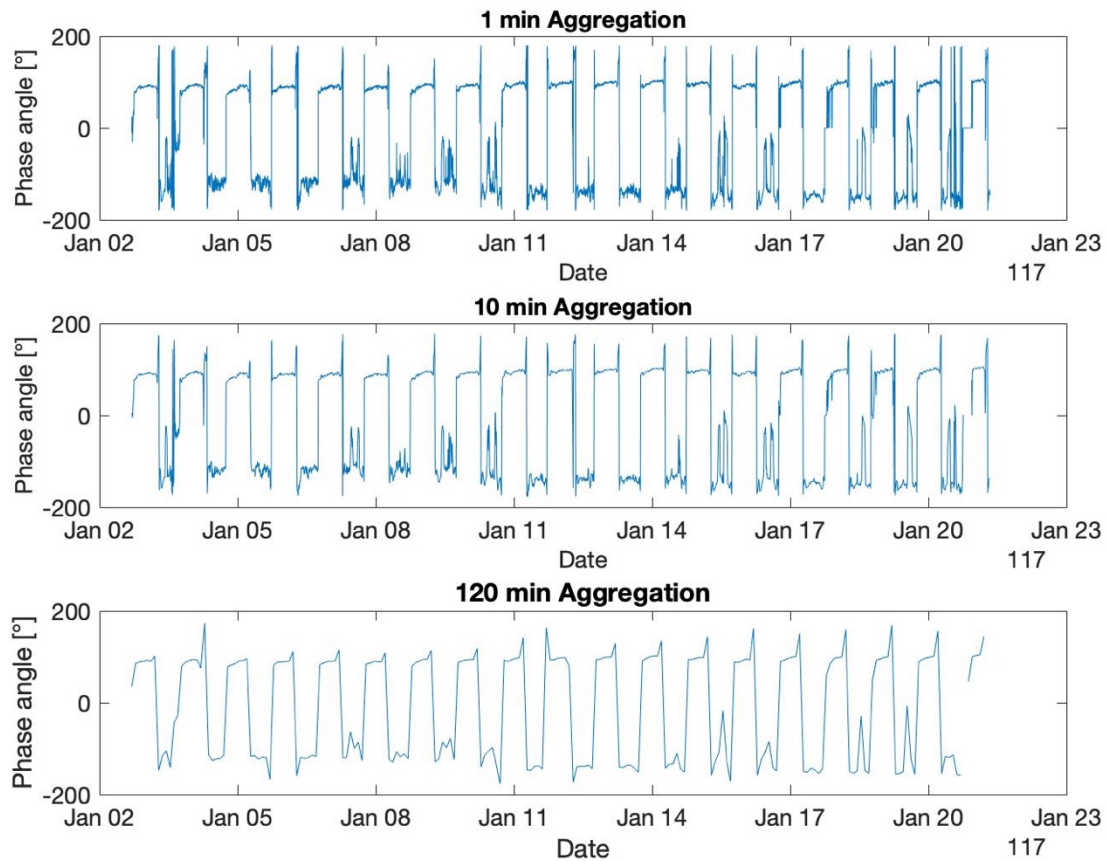 1 min Aggregation
200
0
-200
Phase angle [°]
Jan 02 Jan 05 Jan 08 Jan 11 Jan 14 Jan 17 Jan 20 Jan 23
Date
117
10 min Aggregation
200
0
-200
Phase angle [°]
Jan 02 Jan 05 Jan 08 Jan 11 Jan 14 Jan 17 Jan 20 Jan 23
Date
117
120 min Aggregation
200
0
-200
Phase angle [°]
Jan 02 Jan 05 Jan 08 Jan 11 Jan 14 Jan 17 Jan 20 Jan 23
Date
117